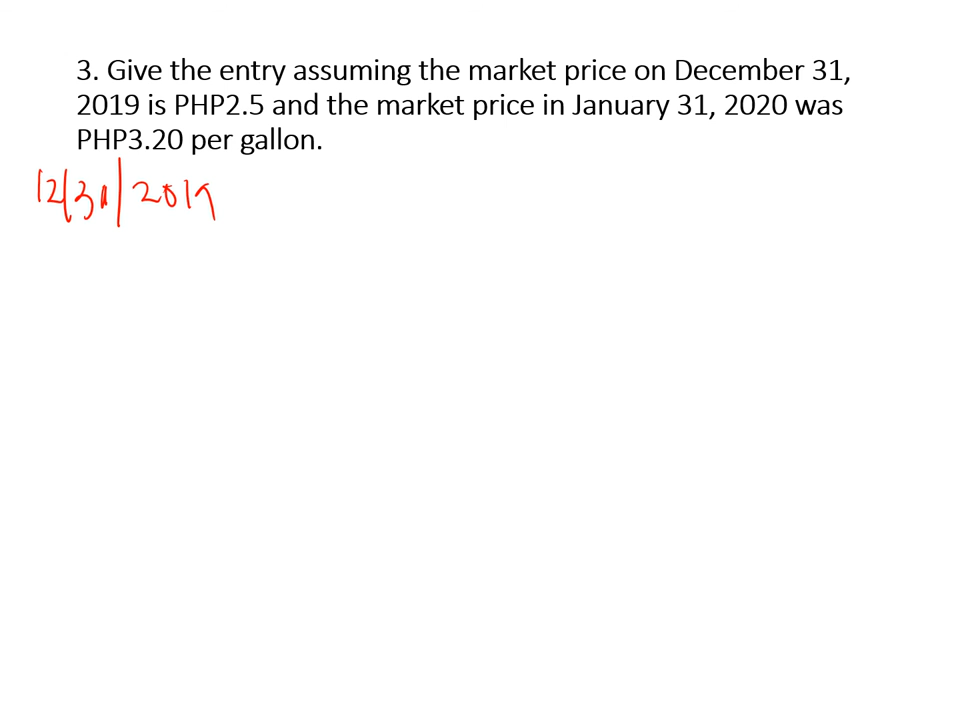 3. Give the entry assuming the market price on December 31,
2019 is PHP2.5 and the market price in January 31, 2020 was
PHP3.20 per gallon.
12/31/2019